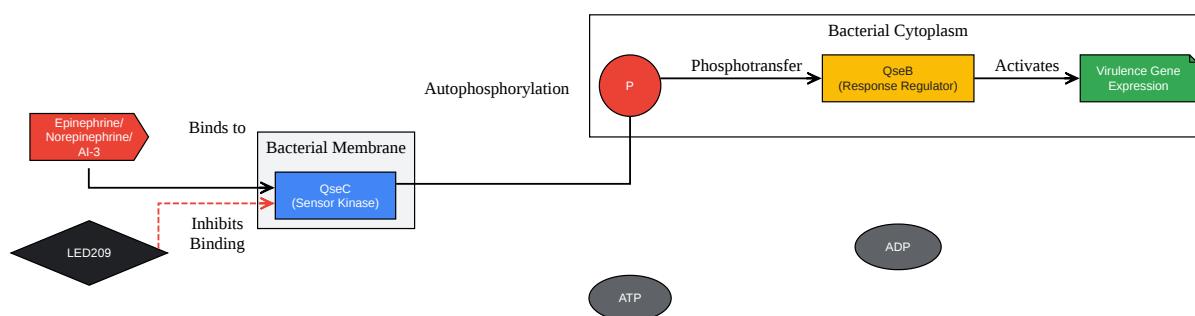 Bacterial Cytoplasm
P
Phosphotransfer
QseB
(Response Regulator)
Activates
Virulence Gene
Expression
Autophosphorylation
Epinephrine/
Norepinephrine/
AI-3
Binds to
Bacterial Membrane
QseC
(Sensor Kinase)
Inhibits
Binding
LED209
ADP
ATP